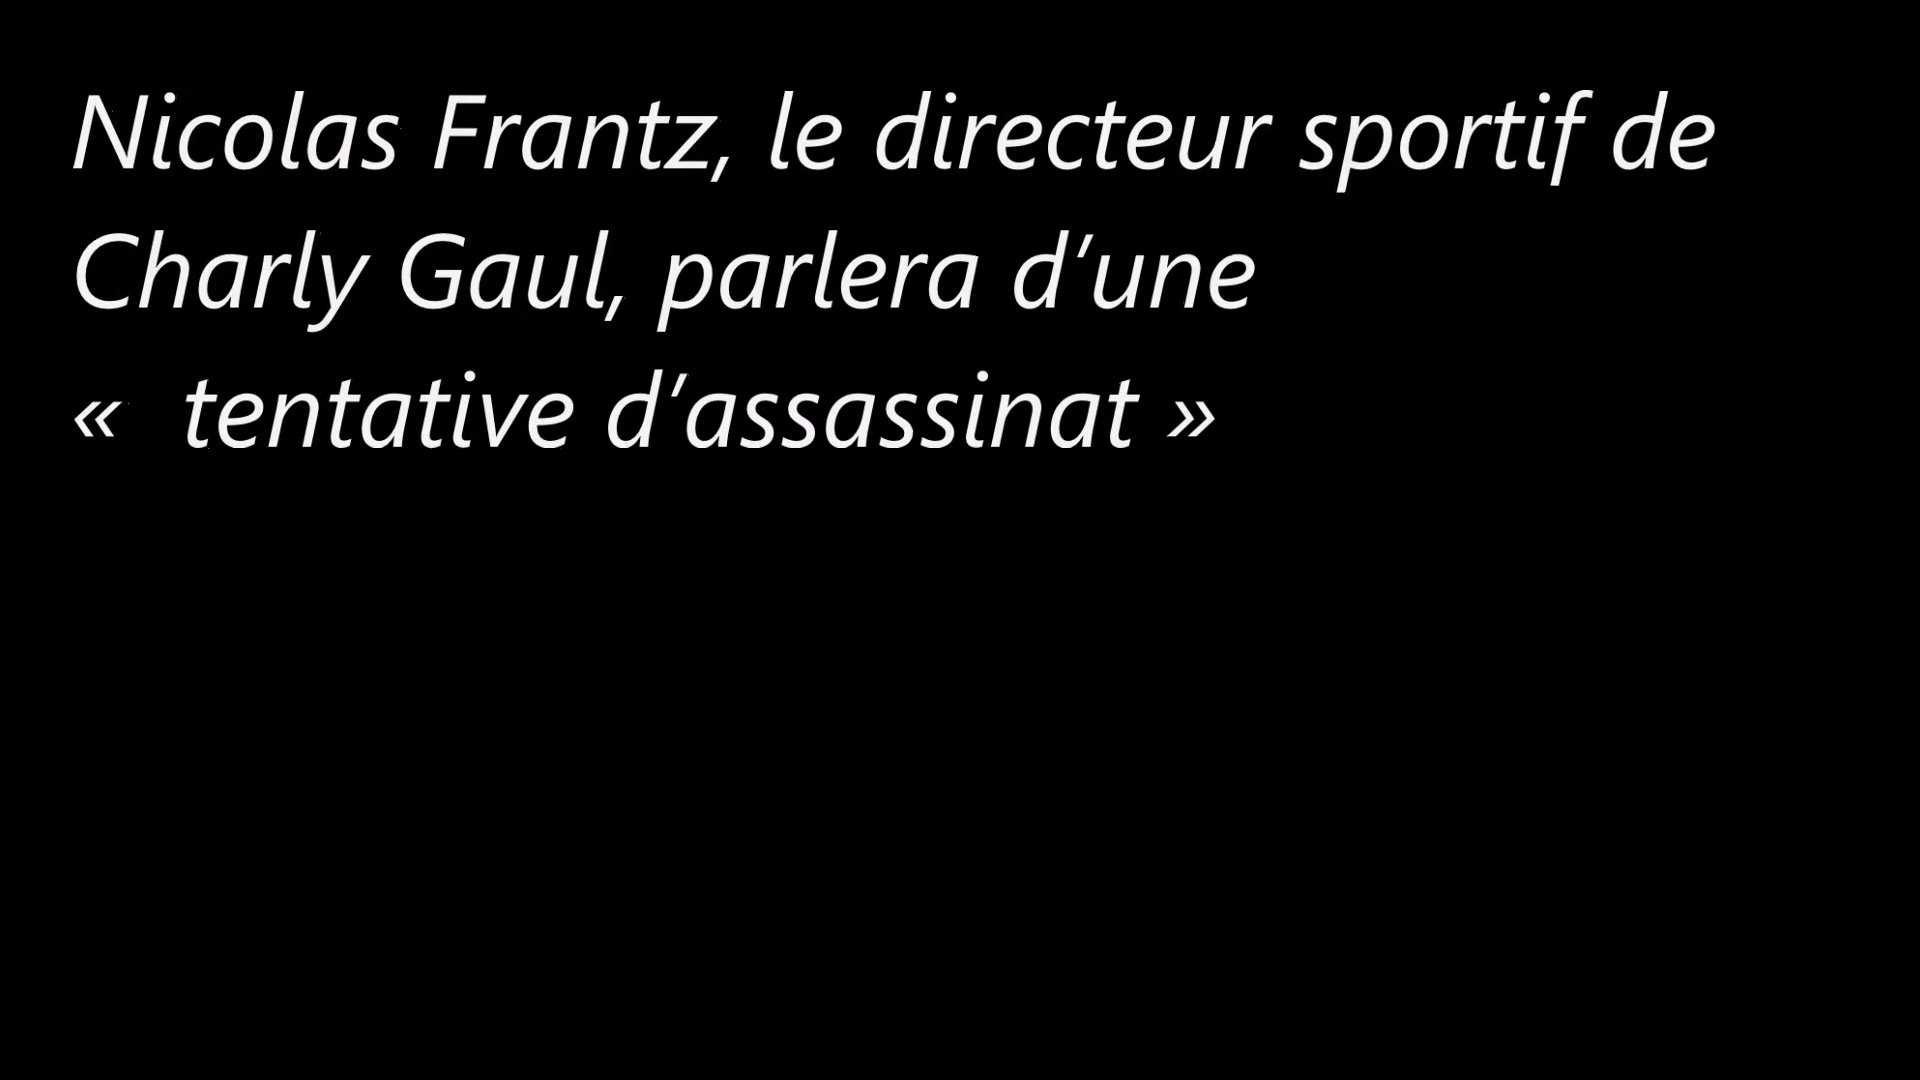 Nicolas Frantz, le directeur sportif de
Charly Gaul, parlera d’une
«  tentative d’assassinat »